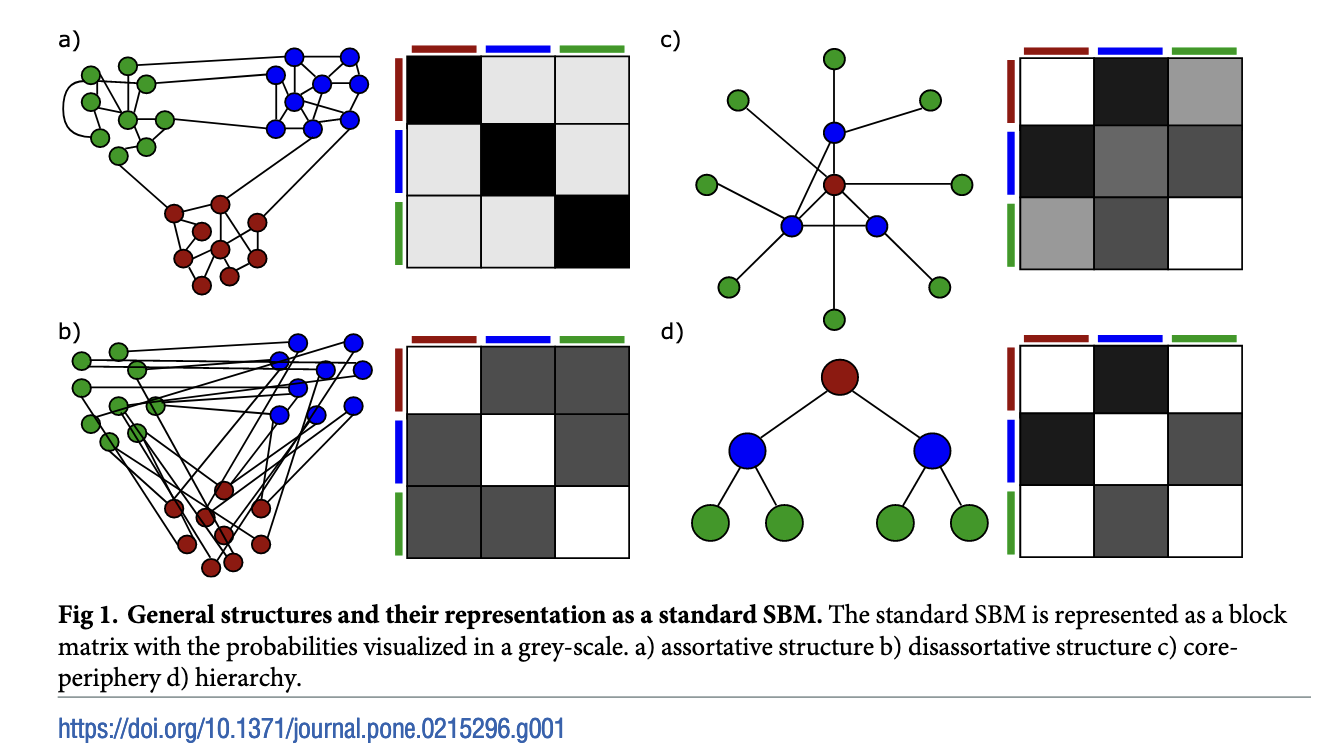 a)
c)
b)
d)
Fig 1. General structures and their representation as a standard SBM. The standard SBM is represented as a block
matrix with the probabilities visualized in a grey-scale. a) assortative structure b) disassortative structure c) core-
periphery d) hierarchy.
https://doi.org/10.1371/journal.pone.0215296.g001